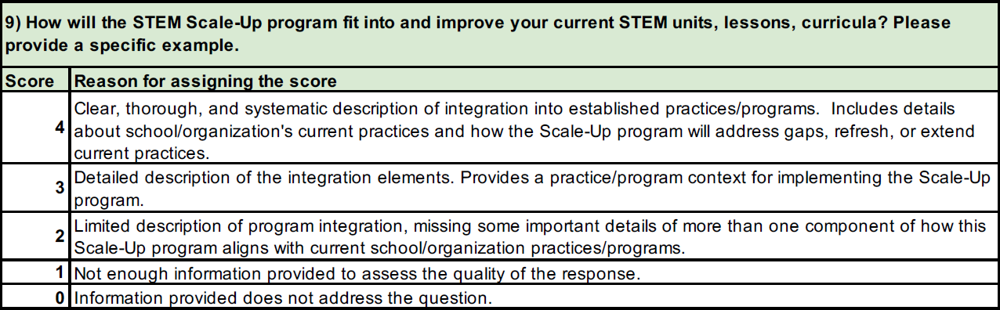 9) How will the STEM Scale-Up program fit into and improve your current STEM units, lessons, curricula? Please
provide a specific example.
Score Reason for assigning the score
4 Clear, thorough, and systematic description of integration into established practices/programs.  Includes details
about school/organization's current practices and how the Scale-Up program will address gaps, refresh, or extend
current practices.
3 Detailed description of the integration elements. Provides a practice/program context for implementing the Scale-Up
program.
2 Limited description of program integration, missing some important details of more than one component of how this
Scale-Up program aligns with current school/organization practices/programs.
1 Not enough information provided to assess the quality of the response.
0 Information provided does not address the question.